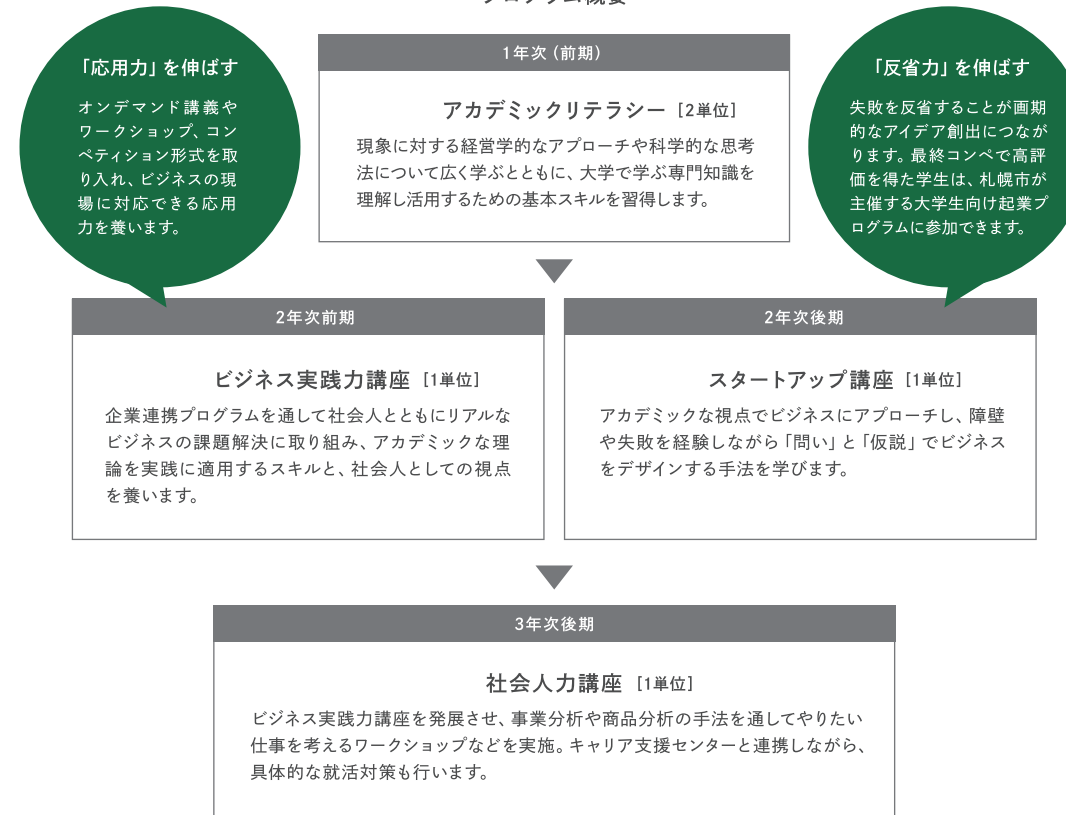 プログラム概要
「応用力」を伸ばす
オンデマンド講義や
ワークショップ、コン
ペティション形式を取
り入れ、ビジネスの現
場に対応できる応用
力を養います。
1年次（前期）
アカデミックリテラシー［2単位］
現象に対する経営学的なアプローチや科学的な思考
法について広く学ぶとともに、大学で学ぶ専門知識を
理解し活用するための基本スキルを習得します。
「反省力」を伸ばす
失敗を反省することが画期
的なアイデア創出につなが
ります。最終コンペで高評
価を得た学生は、札幌市が
主催する大学生向け起業プ
ログラムに参加できます。
2年次前期
ビジネス実践力講座［1単位］
企業連携プログラムを通して社会人とともにリアルな
ビジネスの課題解決に取り組み、アカデミックな理
論を実践に適用するスキルと、社会人としての視点
を養います。
2年次後期
スタートアップ講座［1単位］
アカデミックな視点でビジネスにアプローチし、障壁
や失敗を経験しながら「問い」と「仮説」でビジネス
をデザインする手法を学びます。
3年次後期
社会人力講座［1単位］
ビジネス実践力講座を発展させ、事業分析や商品分析の手法を通してやりたい
仕事を考えるワークショップなどを実施。キャリア支援センターと連携しながら、
具体的な就活対策も行います。